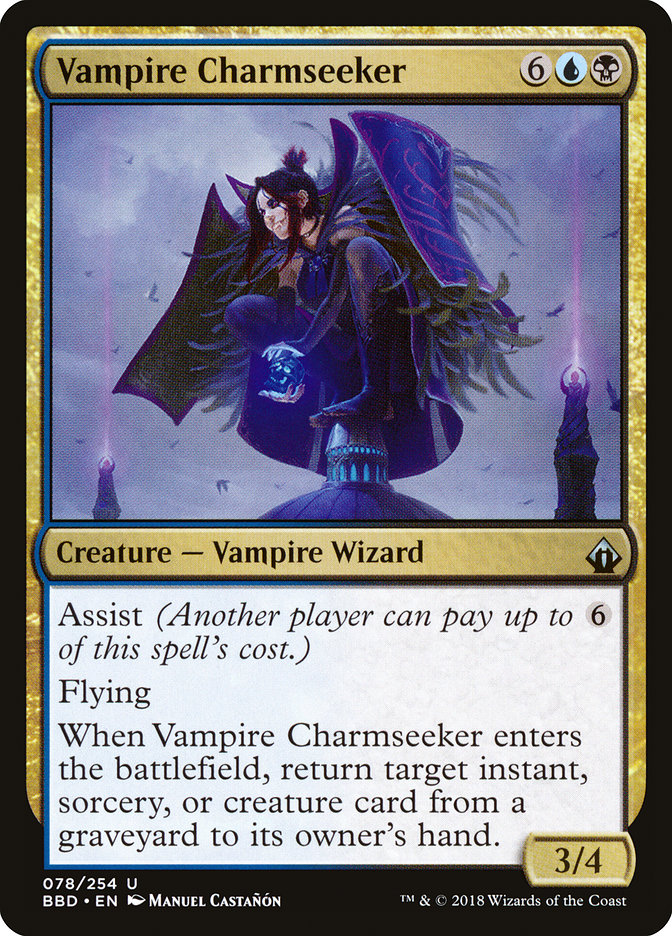 Vampire Charmseeker 6
Creature — Vampire Wizard
Assist (Another player can pay up to 6
of this spell's cost.)
Flying
When Vampire Charmseeker enters
the battlefield, return target instant,
sorcery, or creature card from a
graveyard to its owner's hand.
3/4
078/254 U
BBD • EN Manuel Castañón
™ & © 2018 Wizards of the Coast